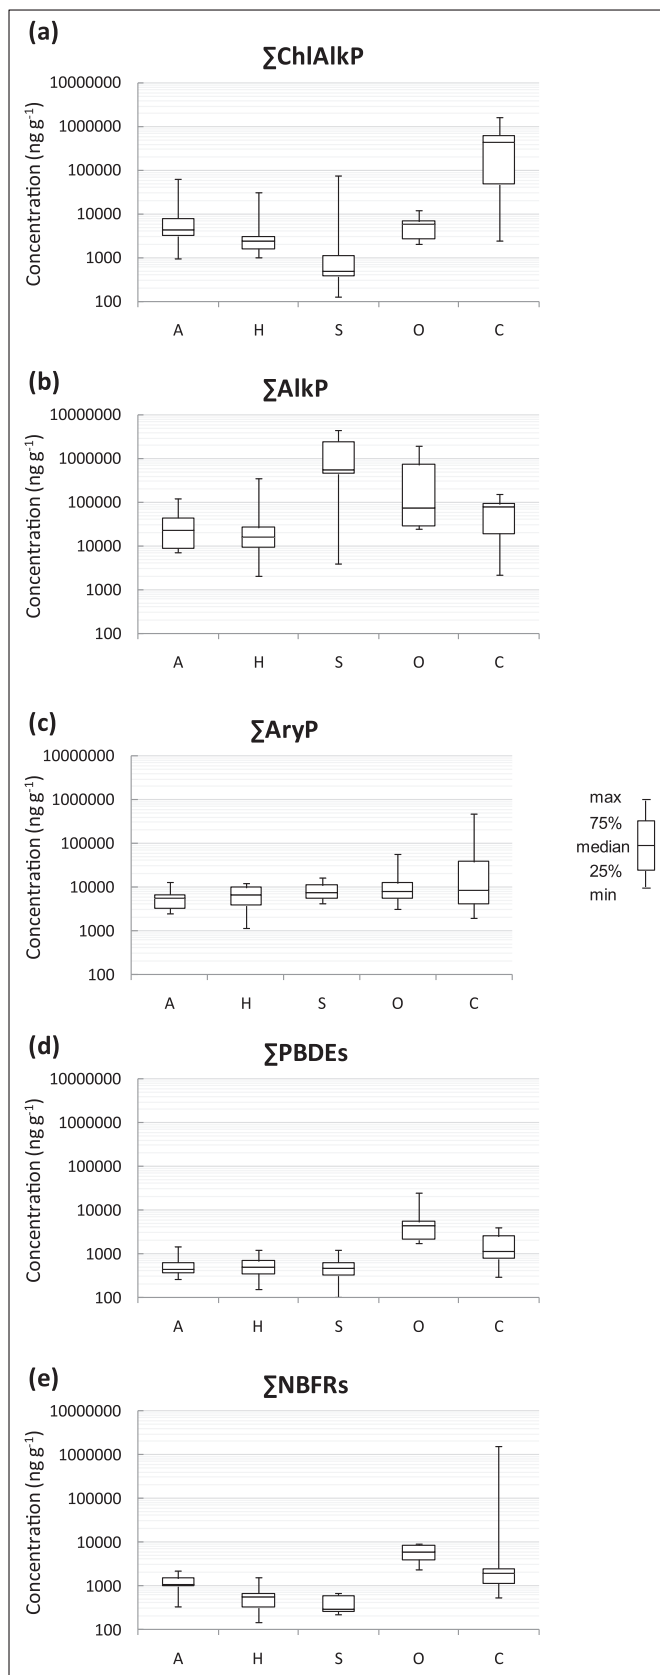 (a)
∑ChlAlkP
Concentration (ng g⁻¹)
10000000
1000000
100000
10000
1000
100
A H S O C
(b)
∑AlkP
Concentration (ng g⁻¹)
10000000
1000000
100000
10000
1000
100
A H S O C
(c)
∑AryP
Concentration (ng g⁻¹)
10000000
1000000
100000
10000
1000
100
A H S O C
max
75%
median
25%
min
(d)
∑PBDEs
Concentration (ng g⁻¹)
10000000
1000000
100000
10000
1000
100
A H S O C
(e)
∑NBFRs
Concentration (ng g⁻¹)
10000000
1000000
100000
10000
1000
100
A H S O C